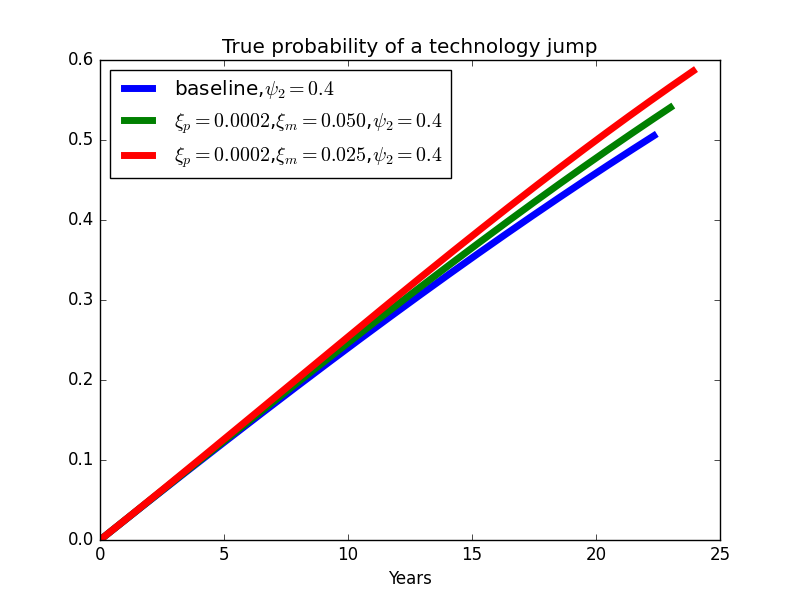 True probability of a technology jump
baseline,ψ₂ = 0.4
ξₚ = 0.0002,ξₘ = 0.050,ψ₂ = 0.4
ξₚ = 0.0002,ξₘ = 0.025,ψ₂ = 0.4
0.6
0.5
0.4
0.3
0.2
0.1
0.0
0 5 10 15 20 25
Years